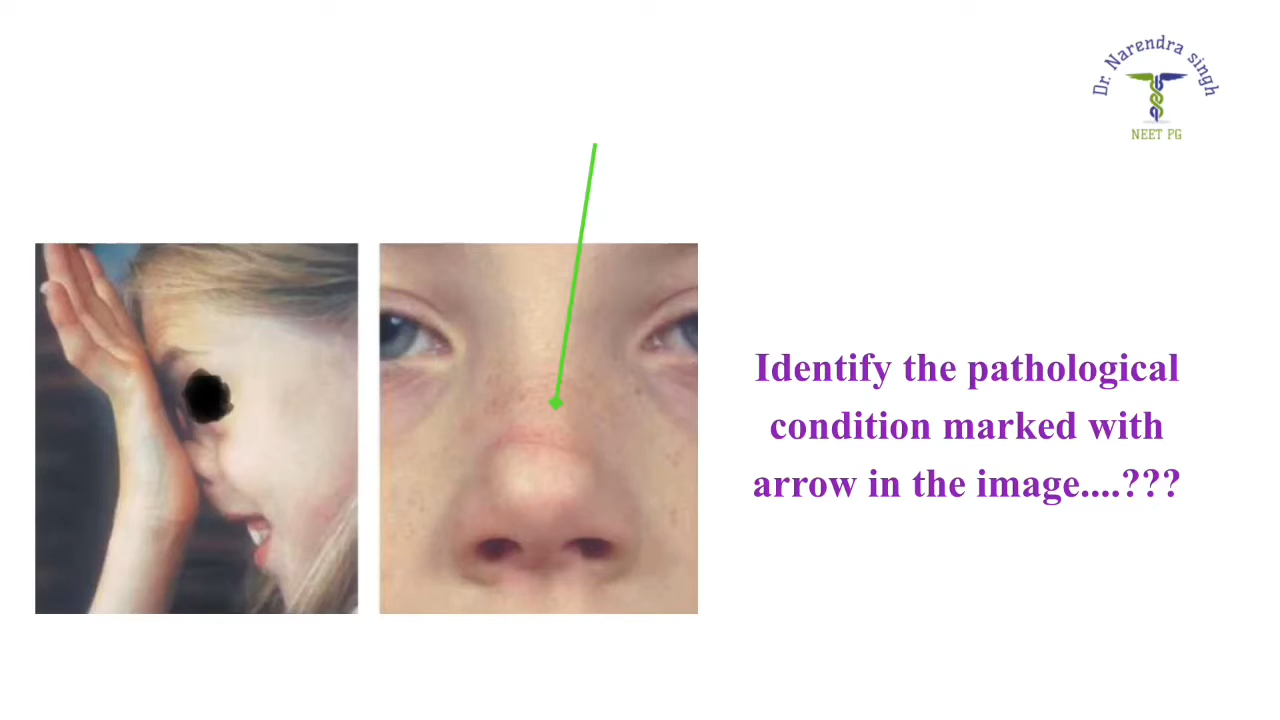 Dr. Narendra singh
NEET PG
Identify the pathological
condition marked with
arrow in the image....???